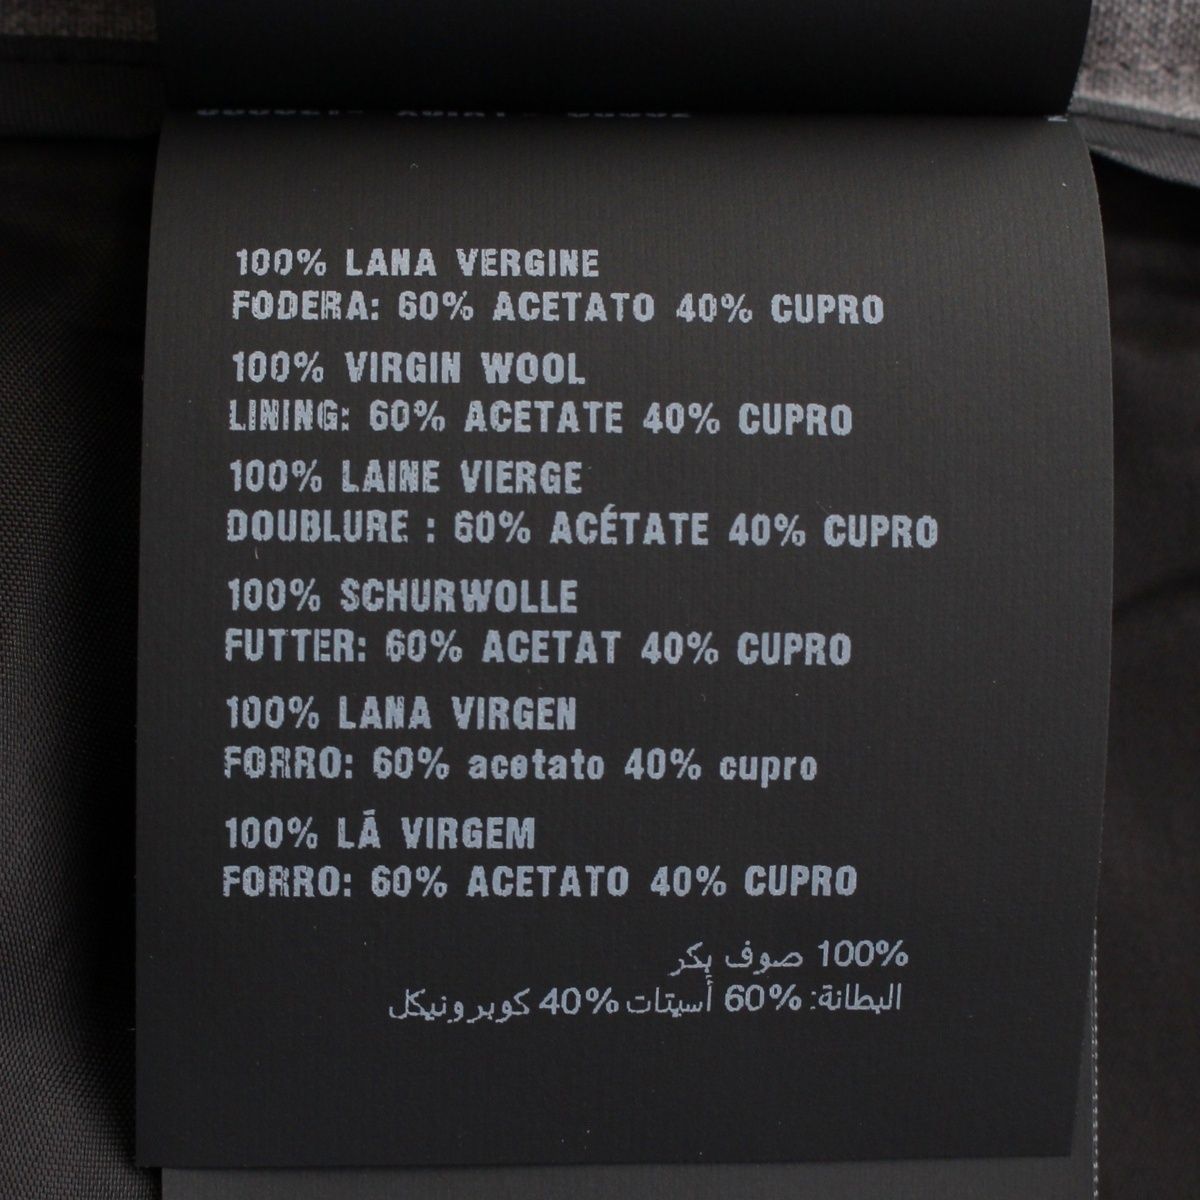 100% LANA VERGINE
FODERA: 60% ACETATO 40% CUPRO
100% VIRGIN WOOL
LINING: 60% ACETATE 40% CUPRO
100% LAINE VIERGE
DOUBLURE : 60% ACÉTATE 40% CUPRO
100% SCHURWOLLE
FUTTER: 60% ACETAT 40% CUPRO
100% LANA VIRGEN
FORRO: 60% acetato 40% cupro
100% LÃ VIRGEM
FORRO: 60% ACETATO 40% CUPRO
100% صوف بكر
البطانة: 60% أسيتات 40% كوبرونيكل